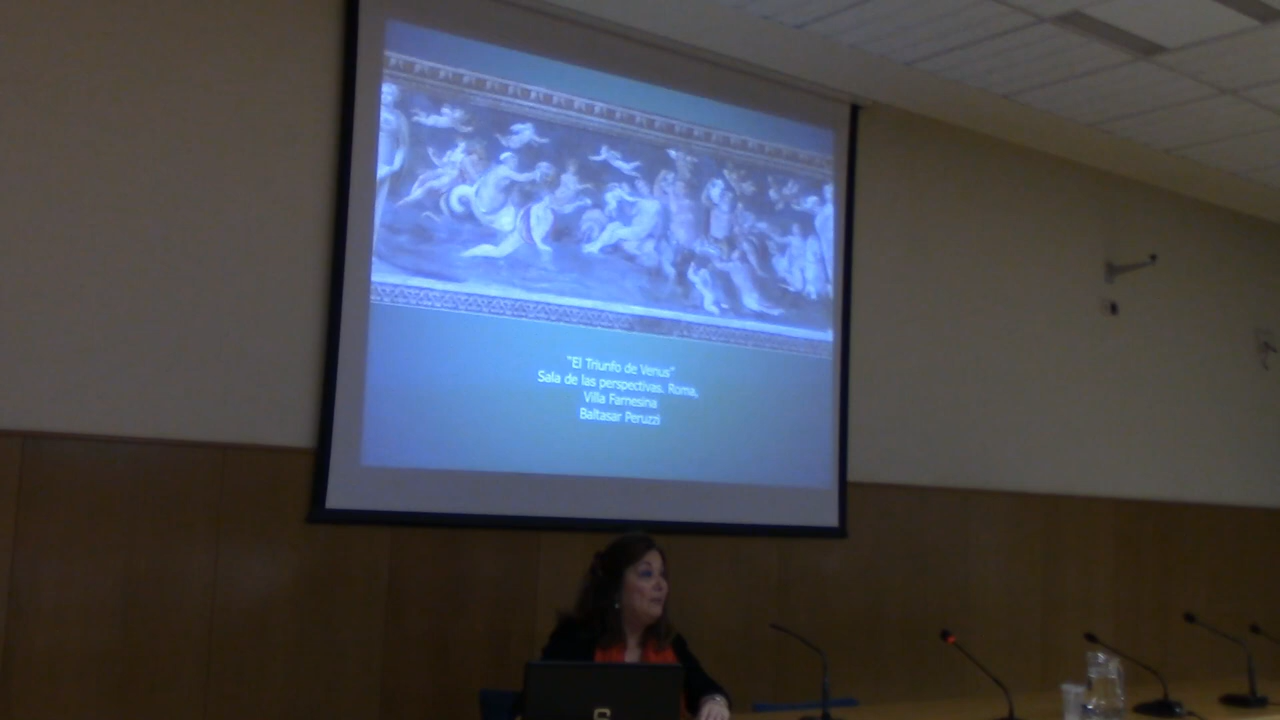 "El Triunfo de Venus"
Sala de las perspectivas. Roma,
Villa Farnesina
Baltasar Peruzzi